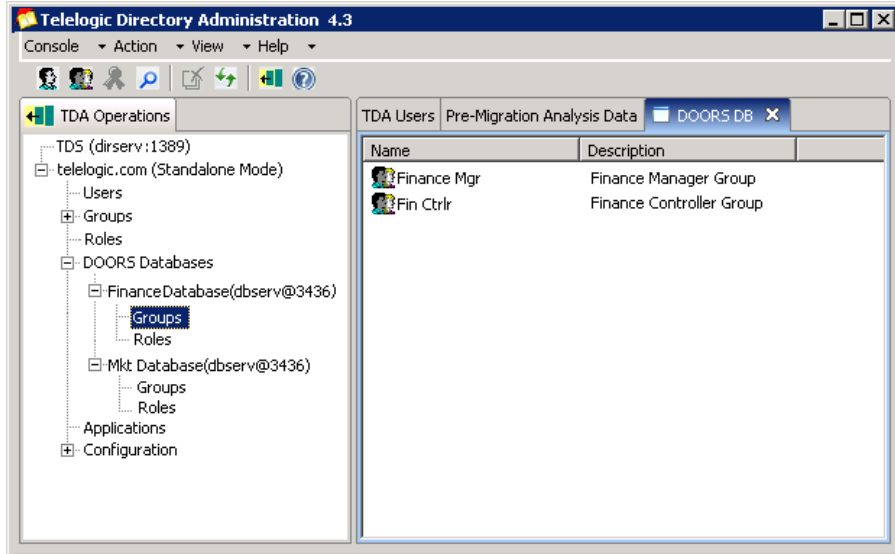 Telelogic Directory Administration 4.3
Console Action View Help
TDA Operations
TDS (dirserv:1389)
telelogic.com (Standalone Mode)
Users
Groups
Roles
DOORS Databases
FinanceDatabase(dbserv@3436)
Groups
Roles
Mkt Database(dbserv@3436)
Groups
Roles
Applications
Configuration
TDA Users Pre-Migration Analysis Data DOORS DB
Name Description
Finance Mgr Finance Manager Group
Fin Ctrlr Finance Controller Group